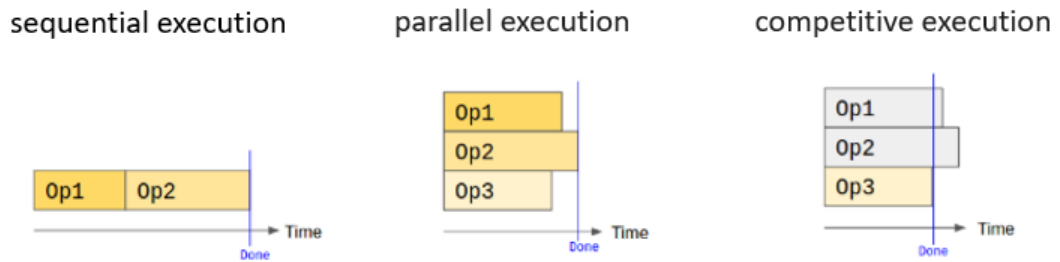 sequential execution
parallel execution
competitive execution
Op1 Op2
Time
Done
Op1
Op2
Op3
Time
Done
Op1
Op2
Op3
Time
Done